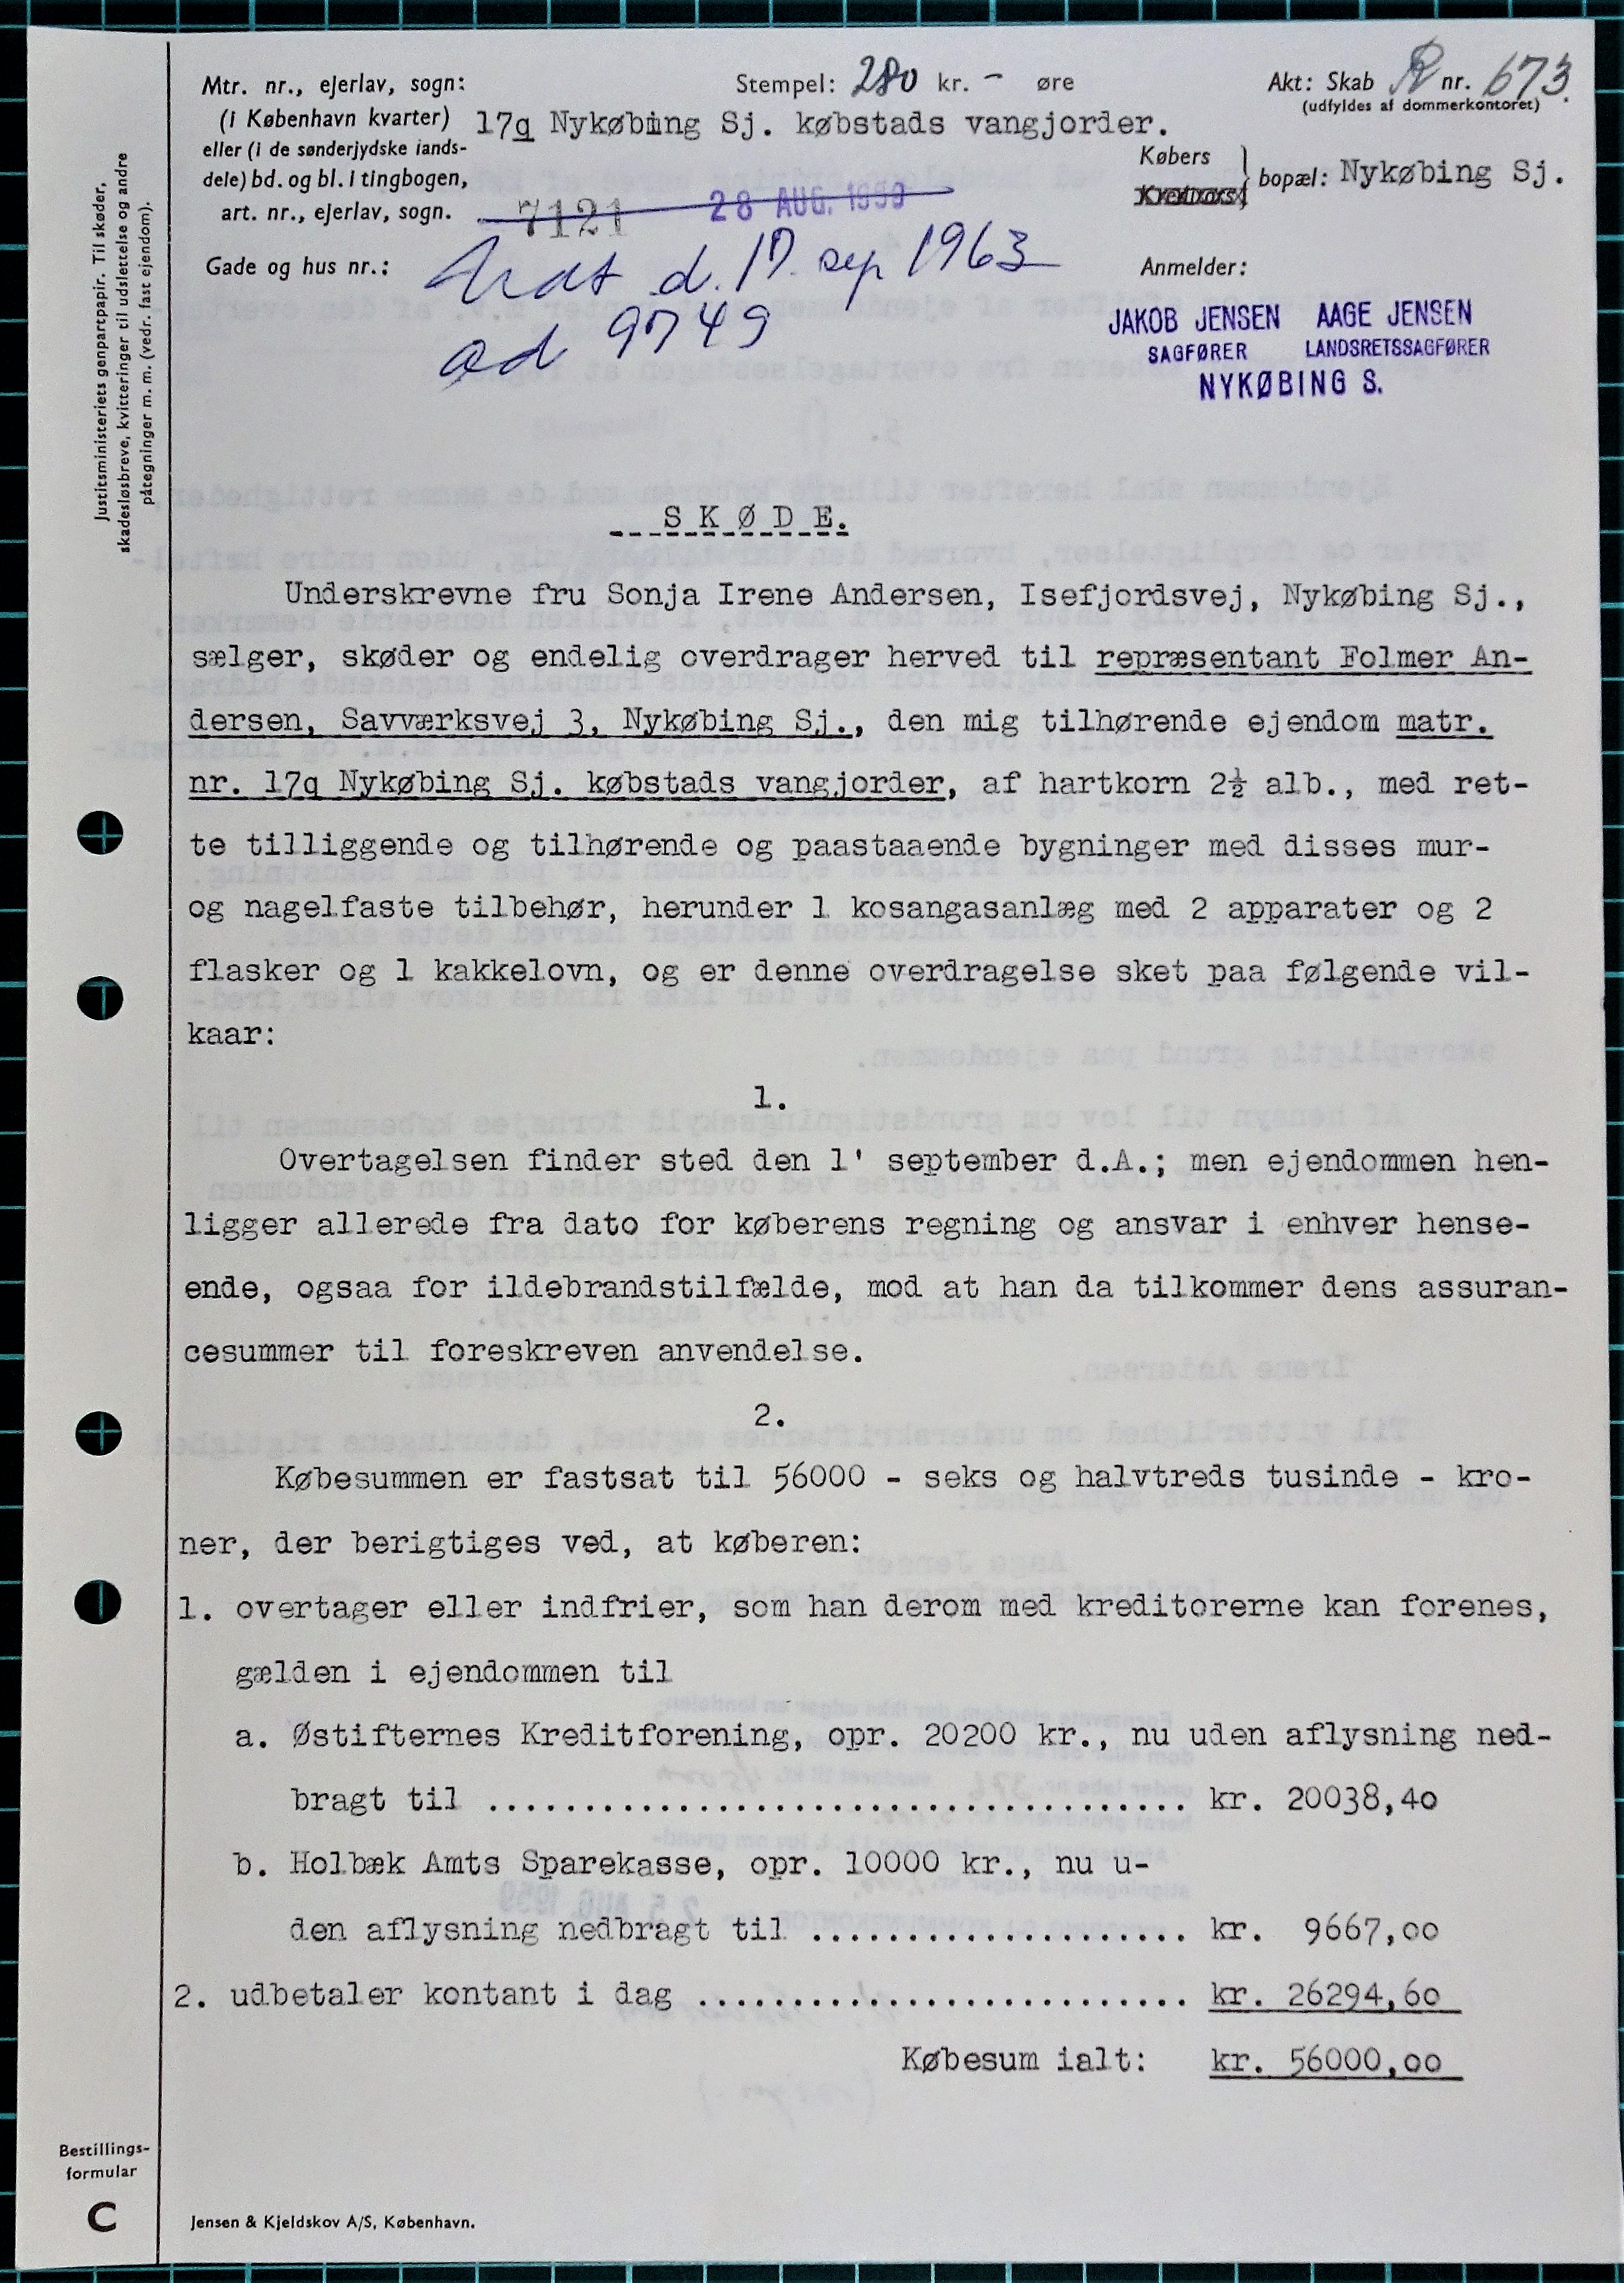 Mtr. nr., ejerlav, sogn: Stempel: 280 kr. - øre Akt: Skab R nr. 673.
(i København kvarter) 17q Nykøbing Sj. købstads vangjorder. (udfyldes af dommerkontoret)
eller (i de sønderjydske lands- Købers
dele) bd. og bl. i tingbogen, Kreditors } bopæl: Nykøbing Sj.
art. nr., ejerlav, sogn. 7121 28 AUG. 1959
Gade og hus nr.: d. 17. sep 1963 Anmelder:
ad 9749
JAKOB JENSEN AAGE JENSEN
SAGFØRER LANDSRETSSAGFØRER
NYKØBING S.
Justitsministeriets genpartpapir. Til skøder,
skadesløsbreve, kvitteringer til udslettelse og andre
påtegninger m. m. (vedr. fast ejendom).
SKØDE.
Underskrevne fru Sonja Irene Andersen, Isefjordsvej, Nykøbing Sj.,
sælger, skøder og endelig overdrager herved til repræsentant Folmer An-
dersen, Savværksvej 3, Nykøbing Sj., den mig tilhørende ejendom matr.
nr. 17q Nykøbing Sj. købstads vangjorder, af hartkorn 2½ alb., med ret-
te tilliggende og tilhørende og paastaaende bygninger med disses mur-
og nagelfaste tilbehør, herunder 1 kosangasanlæg med 2 apparater og 2
flasker og 1 kakkelovn, og er denne overdragelse sket paa følgende vil-
kaar:
1.
Overtagelsen finder sted den 1' september d.A.; men ejendommen hen-
ligger allerede fra dato for køberens regning og ansvar i enhver hense-
ende, ogsaa for ildebrandstilfælde, mod at han da tilkommer dens assuran-
cesummer til foreskreven anvendelse.
2.
Købesummen er fastsat til 56000 - seks og halvtreds tusinde - kro-
ner, der berigtiges ved, at køberen:
1. overtager eller indfrier, som han derom med kreditorerne kan forenes,
gælden i ejendommen til
a. Østifternes Kreditforening, opr. 20200 kr., nu uden aflysning ned-
bragt til .................................... kr. 20038,40
b. Holbæk Amts Sparekasse, opr. 10000 kr., nu u-
den aflysning nedbragt til .................... kr. 9667,00
2. udbetaler kontant i dag .......................... kr. 26294,60
Købesum ialt: kr. 56000,00
Bestillings-
formular
C
Jensen & Kjeldskov A/S, København.